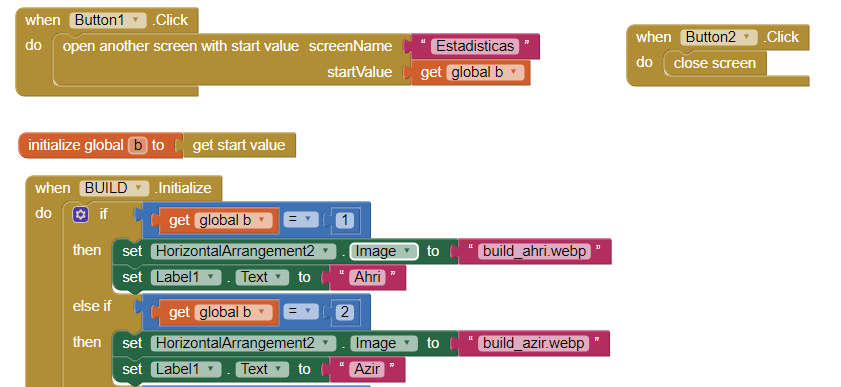 when Button1 .Click
do open another screen with start value screenName “ Estadisticas ”
startValue get global b
when Button2 .Click
do close screen
initialize global b to get start value
when BUILD .Initialize
do if get global b = 1
then set HorizontalArrangement2 . Image to “ build_ahri.webp ”
set Label1 . Text to “ Ahri ”
else if get global b = 2
then set HorizontalArrangement2 . Image to “ build_azir.webp ”
set Label1 . Text to “ Azir ”